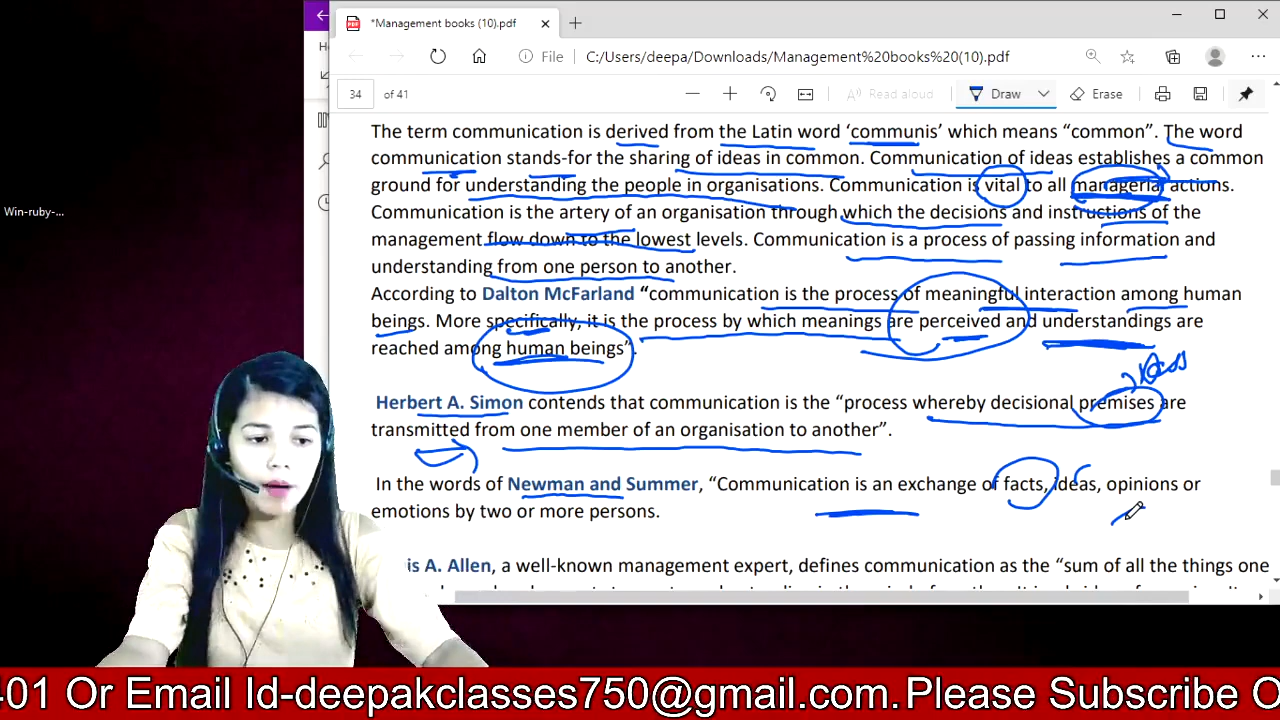 *Management books (10).pdf
File
C:/Users/deepa/Downloads/Management%20books%20(10).pdf
34 of 41
Read aloud
Draw
Erase
The term communication is derived from the Latin word ‘communis’ which means “common”. The word
communication stands-for the sharing of ideas in common. Communication of ideas establishes a common
ground for understanding the people in organisations. Communication is vital to all managerial actions.
Communication is the artery of an organisation through which the decisions and instructions of the
management flow down to the lowest levels. Communication is a process of passing information and
understanding from one person to another.
According to Dalton McFarland “communication is the process of meaningful interaction among human
beings. More specifically, it is the process by which meanings are perceived and understandings are
reached among human beings”.
Herbert A. Simon contends that communication is the “process whereby decisional premises are
transmitted from one member of an organisation to another”.
In the words of Newman and Summer, “Communication is an exchange of facts, ideas, opinions or
emotions by two or more persons.
is A. Allen, a well-known management expert, defines communication as the “sum of all the things one
Win-ruby-...
401 Or Email Id-deepakclasses750@gmail.com. Please Subscribe O